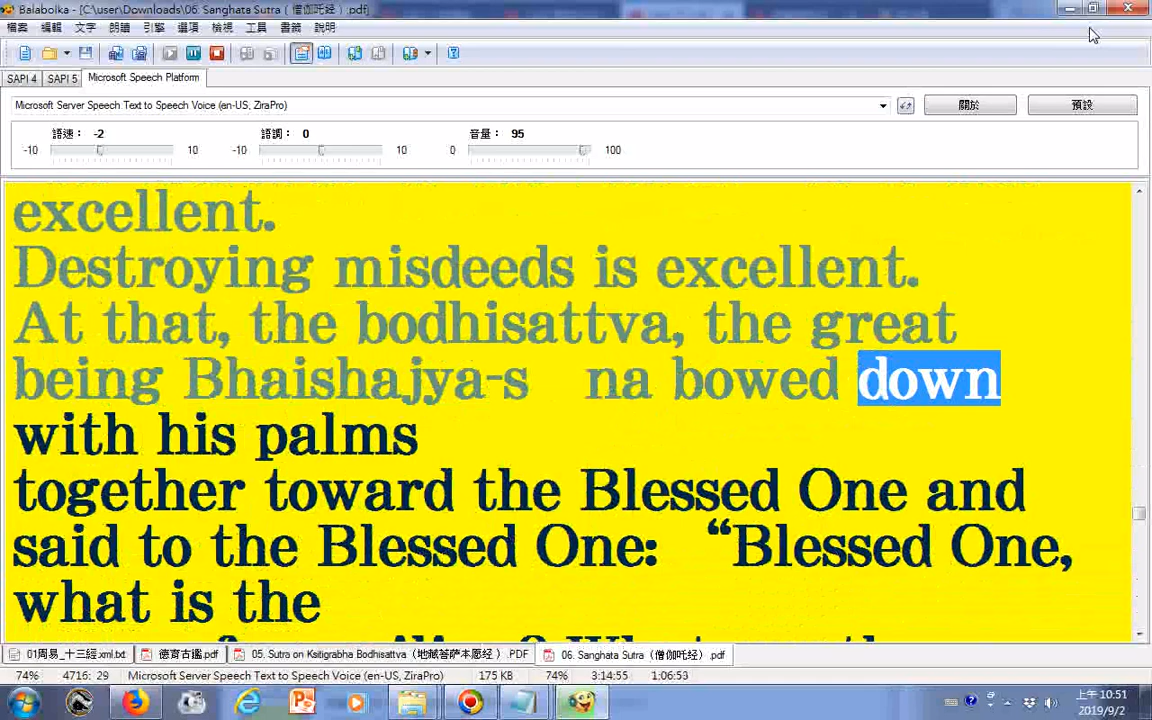 Balabolka - [C:\user\Downloads\06. Sanghata Sutra（僧伽吒经）.pdf]
檔案 編輯 文字 朗讀 引擎 選項 檢視 工具 書籤 說明
SAPI 4 SAPI 5 Microsoft Speech Platform
Microsoft Server Speech Text to Speech Voice (en-US, ZiraPro) 關於 預設
語速： -2 語調： 0 音量： 95
-10 10 -10 10 0 100
excellent.
Destroying misdeeds is excellent.
At that, the bodhisattva, the great
being Bhaishajya-s na bowed down
with his palms
together toward the Blessed One and
said to the Blessed One: “Blessed One,
what is the
01周易_十三經.xml.txt 德育古鑑.pdf 05. Sutra on Ksitigrabha Bodhisattva（地藏菩萨本愿经）.PDF 06. Sanghata Sutra（僧伽吒经）.pdf
74% 4716: 29 Microsoft Server Speech Text to Speech Voice (en-US, ZiraPro) 175 KB 74% 3:14:55 1:06:53
上午 10:51
2019/9/2